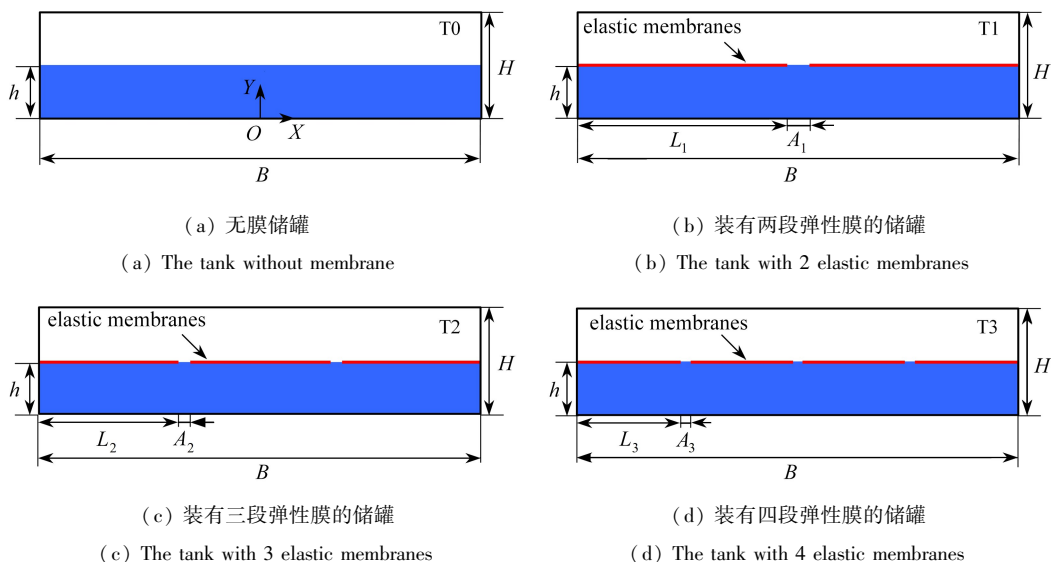 T0
H
h
Y
O
X
B
(a) 无膜储罐
(a) The tank without membrane
elastic membranes
T1
H
h
L₁
A₁
B
(b) 装有两段弹性膜的储罐
(b) The tank with 2 elastic membranes
elastic membranes
T2
H
h
L₂
A₂
B
(c) 装有三段弹性膜的储罐
(c) The tank with 3 elastic membranes
elastic membranes
T3
H
h
L₃
A₃
B
(d) 装有四段弹性膜的储罐
(d) The tank with 4 elastic membranes